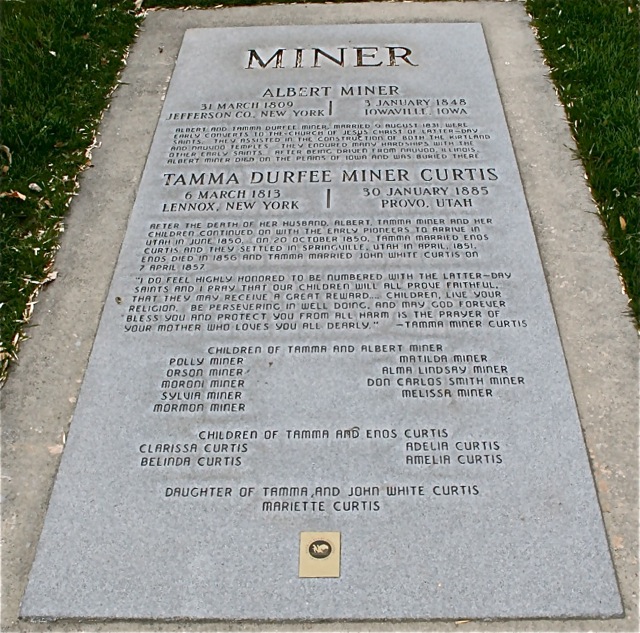 MINER
ALBERT MINER
31 MARCH 1809 | 3 JANUARY 1848
JEFFERSON CO., NEW YORK | IOWAVILLE, IOWA
ALBERT AND TAMMA DURFEE MINER, MARRIED 9 AUGUST 1831, WERE
EARLY CONVERTS TO THE CHURCH OF JESUS CHRIST OF LATTER-DAY
SAINTS. THEY ASSISTED IN THE CONSTRUCTION OF BOTH THE KIRTLAND
AND NAUVOO TEMPLES. THEY ENDURED MANY HARDSHIPS WITH THE
OTHER EARLY SAINTS. AFTER BEING DRIVEN FROM NAUVOO, ILLINOIS,
ALBERT MINER DIED ON THE PLAINS OF IOWA AND WAS BURIED THERE.
TAMMA DURFEE MINER CURTIS
6 MARCH 1813 | 30 JANUARY 1885
LENNOX, NEW YORK | PROVO, UTAH
AFTER THE DEATH OF HER HUSBAND, ALBERT, TAMMA MINER AND HER
CHILDREN CONTINUED ON WITH THE EARLY PIONEERS TO ARRIVE IN
UTAH IN JUNE 1850. ON 20 OCTOBER 1850, TAMMA MARRIED ENOS
CURTIS AND THEY SETTLED IN SPRINGVILLE, UTAH IN APRIL, 1851.
ENOS DIED IN 1856 AND TAMMA MARRIED JOHN WHITE CURTIS ON
7 APRIL 1857.
"I DO FEEL HIGHLY HONORED TO BE NUMBERED WITH THE LATTER-DAY
SAINTS AND I PRAY THAT OUR CHILDREN WILL ALL PROVE FAITHFUL,
THAT THEY MAY RECEIVE A GREAT REWARD.... CHILDREN, LIVE YOUR
RELIGION. BE PERSEVERING IN WELL DOING, AND MAY GOD FOREVER
BLESS YOU AND PROTECT YOU FROM ALL HARM IS THE PRAYER OF
YOUR MOTHER WHO LOVES YOU ALL DEARLY." -TAMMA MINER CURTIS
CHILDREN OF TAMMA AND ALBERT MINER
POLLY MINER MATILDA MINER
ORSON MINER ALMA LINDSAY MINER
MORONI MINER DON CARLOS SMITH MINER
SYLVIA MINER MELISSA MINER
MORMON MINER
CHILDREN OF TAMMA AND ENOS CURTIS
CLARISSA CURTIS ADELIA CURTIS
BELINDA CURTIS AMELIA CURTIS
DAUGHTER OF TAMMA AND JOHN WHITE CURTIS
MARIETTE CURTIS